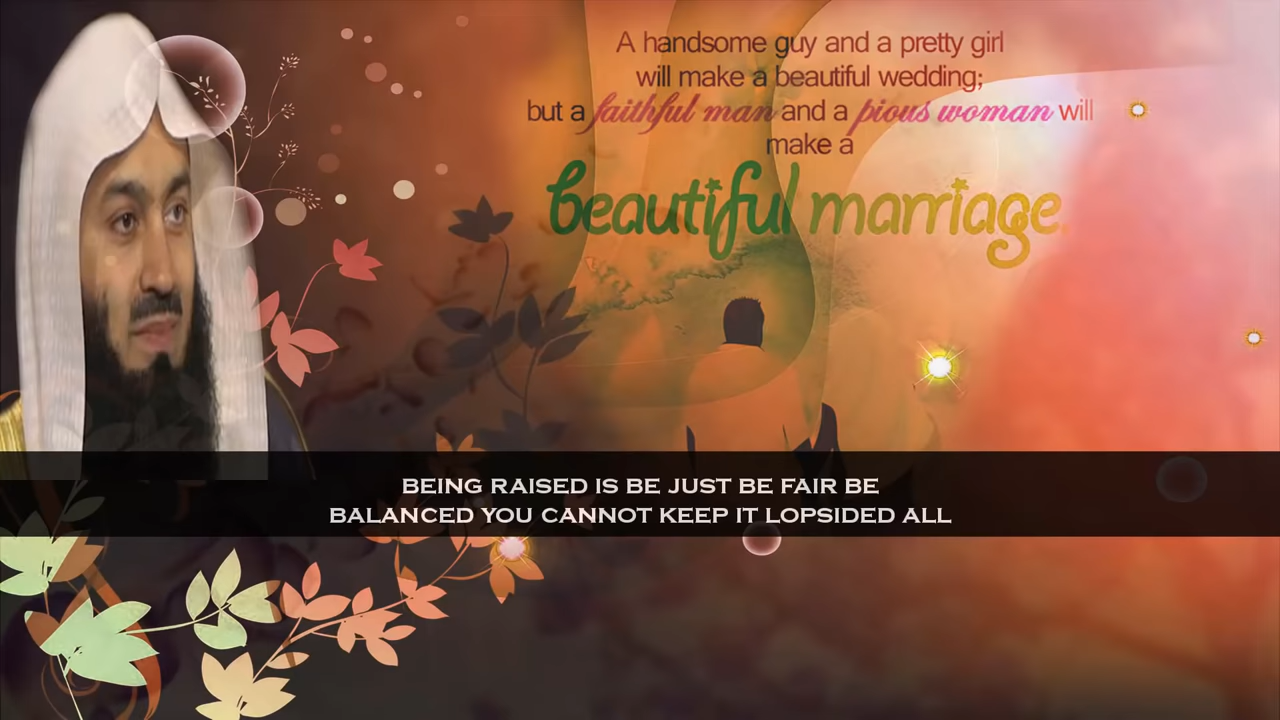 A handsome guy and a pretty girl
will make a beautiful wedding;
but a faithful man and a pious woman will
make a
beautiful marriage.
BEING RAISED IS BE JUST BE FAIR BE
BALANCED YOU CANNOT KEEP IT LOPSIDED ALL